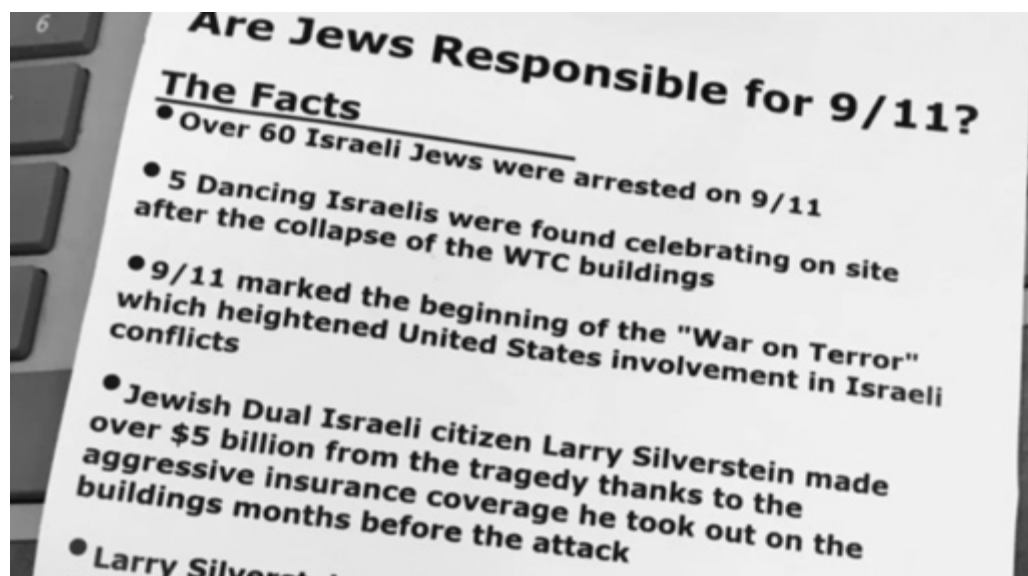 6
Are Jews Responsible for 9/11?
The Facts
•Over 60 Israeli Jews were arrested on 9/11
•5 Dancing Israelis were found celebrating on site
after the collapse of the WTC buildings
•9/11 marked the beginning of the "War on Terror"
which heightened United States involvement in Israeli
conflicts
•Jewish Dual Israeli citizen Larry Silverstein made
over $5 billion from the tragedy thanks to the
aggressive insurance coverage he took out on the
buildings months before the attack
•Larry Silverstein